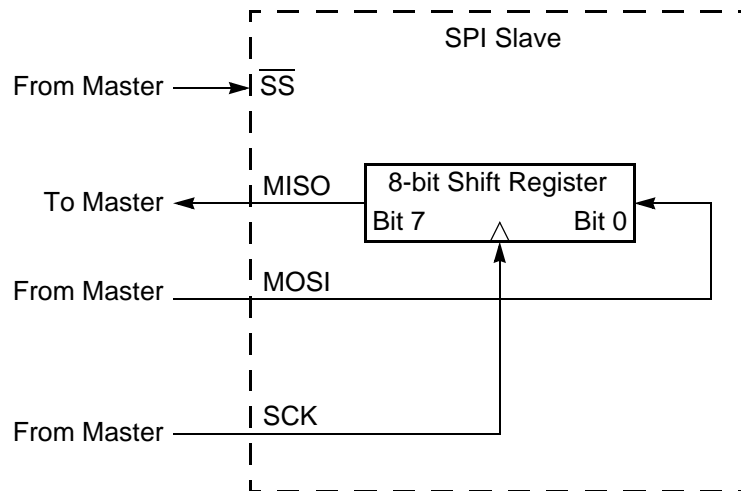 SPI Slave
From Master
SS
To Master
MISO
8-bit Shift Register
Bit 7
Bit 0
From Master
MOSI
From Master
SCK